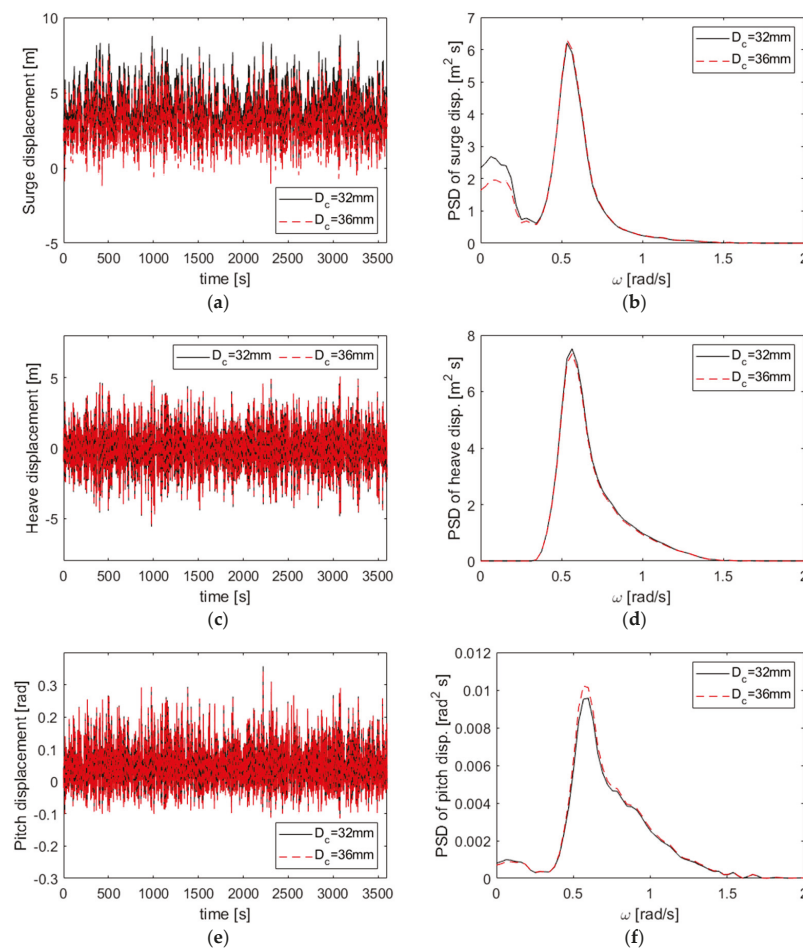 10
5
0
-5
Surge displacement [m]
D_c=32mm
D_c=36mm
0 500 1000 1500 2000 2500 3000 3500
time [s]
(a)
7
6
5
4
3
2
1
0
PSD of surge disp. [m² s]
D_c=32mm
D_c=36mm
0 0.5 1 1.5 2
ω [rad/s]
(b)
5
0
-5
Heave displacement [m]
D_c=32mm D_c=36mm
0 500 1000 1500 2000 2500 3000 3500
time [s]
(c)
8
6
4
2
0
PSD of heave disp. [m² s]
D_c=32mm
D_c=36mm
0 0.5 1 1.5 2
ω [rad/s]
(d)
0.3
0.2
0.1
0
-0.1
-0.3
Pitch displacement [rad]
D_c=32mm
D_c=36mm
0 500 1000 1500 2000 2500 3000 3500
time [s]
(e)
0.012
0.01
0.008
0.006
0.004
0.002
0
PSD of pitch disp. [rad² s]
D_c=32mm
D_c=36mm
0 0.5 1 1.5 2
ω [rad/s]
(f)